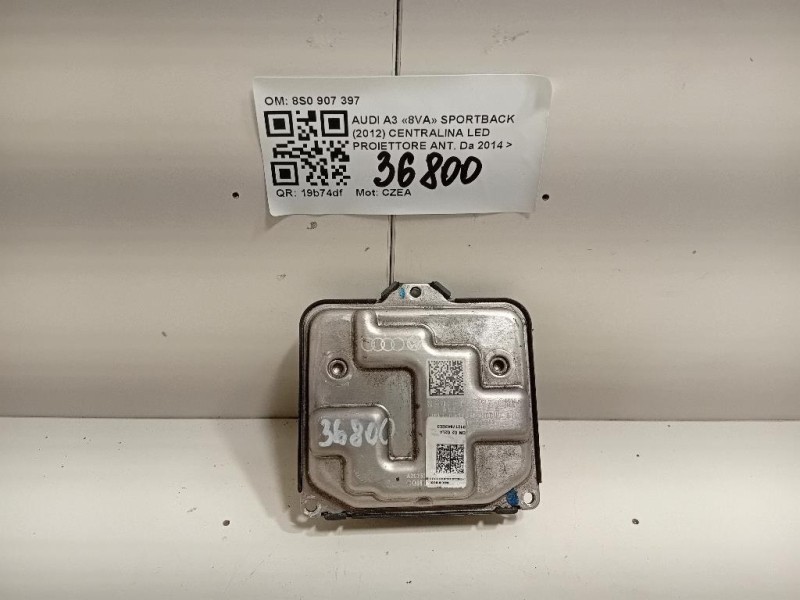 OM: 8S0 907 397
AUDI A3 «8VA» SPORTBACK
(2012) CENTRALINA LED
PROIETTORE ANT. Da 2014 >
36800
QR: 19b74df Mot: CZEA
36800